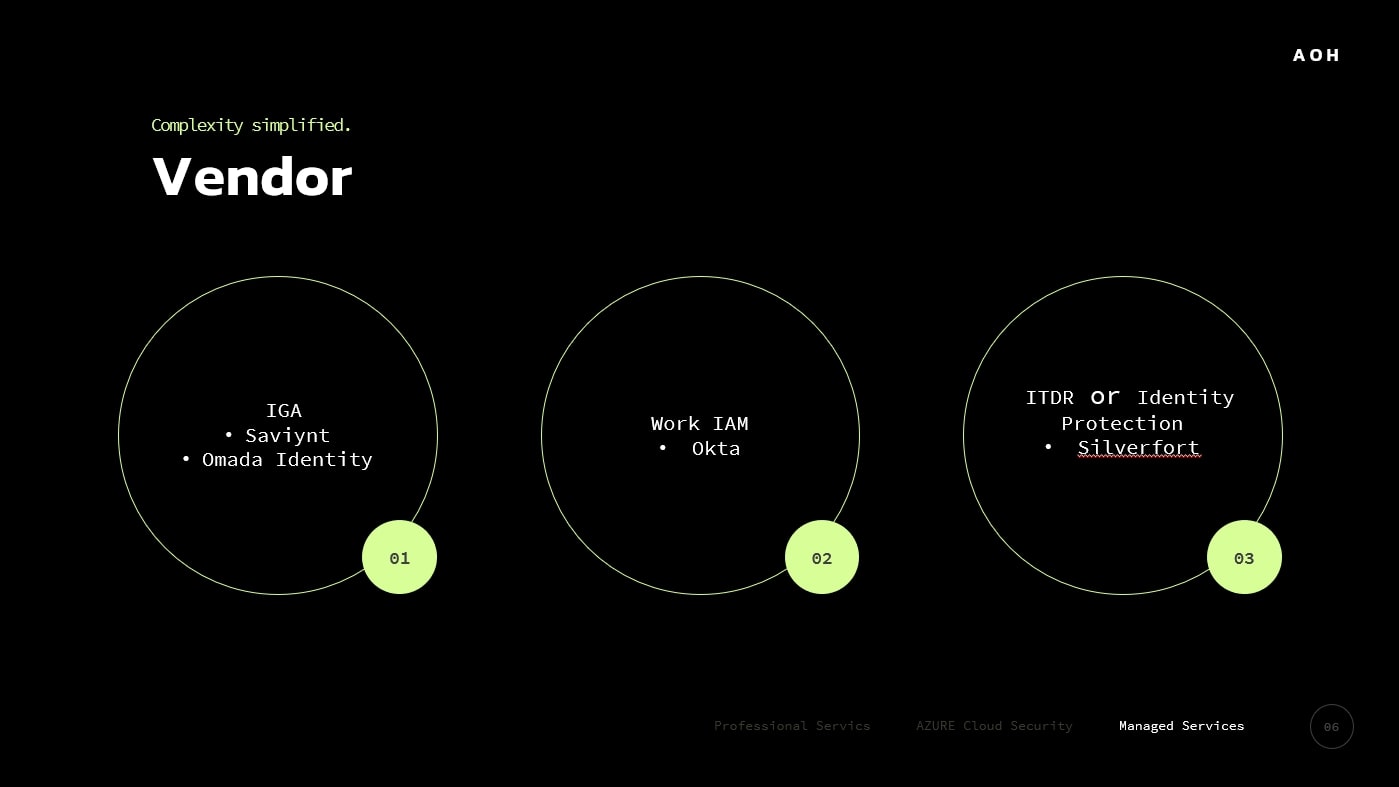 AOH
Complexity simplified.
Vendor
IGA
• Saviynt
• Omada Identity
01
Work IAM
• Okta
02
ITDR or Identity
Protection
• Silverfort
03
Professional Servics
AZURE Cloud Security
Managed Services
06